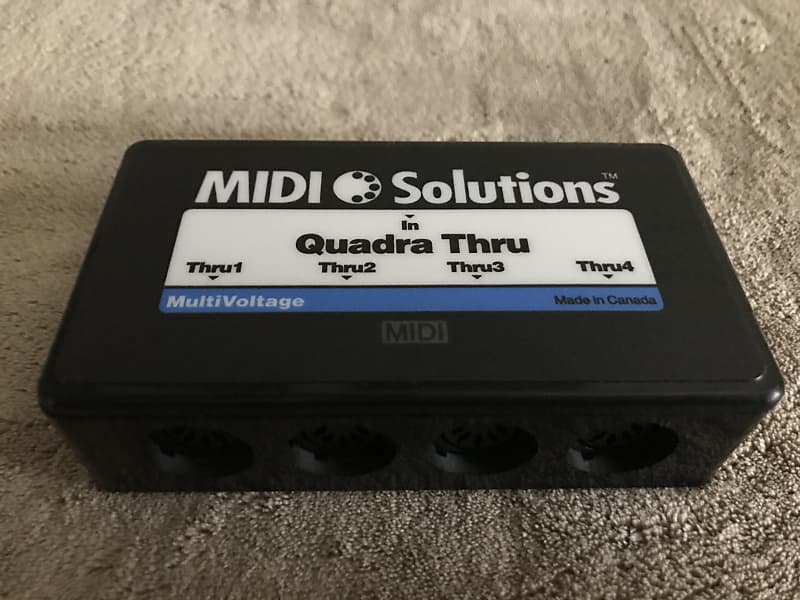 MIDI Solutions™
In
Quadra Thru
Thru1 Thru2 Thru3 Thru4
MultiVoltage Made in Canada
MIDI